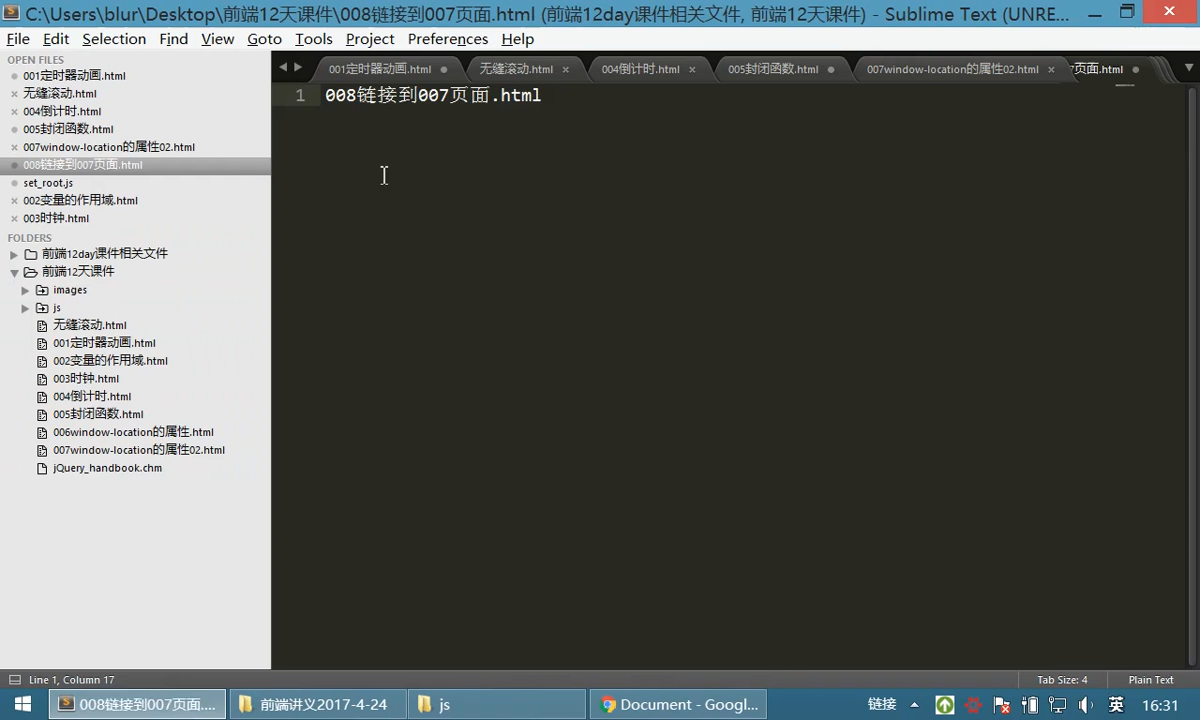 C:\Users\blur\Desktop\前端12天课件\008链接到007页面.html (前端12day课件相关文件, 前端12天课件) - Sublime Text (UNRE...
File Edit Selection Find View Goto Tools Project Preferences Help
OPEN FILES
001定时器动画.html
无缝滚动.html
004倒计时.html
005封闭函数.html
007window-location的属性02.html
008链接到007页面.html
set_root.js
002变量的作用域.html
003时钟.html
FOLDERS
前端12day课件相关文件
前端12天课件
images
js
无缝滚动.html
001定时器动画.html
002变量的作用域.html
003时钟.html
004倒计时.html
005封闭函数.html
006window-location的属性.html
007window-location的属性02.html
jQuery_handbook.chm
001定时器动画.html 无缝滚动.html 004倒计时.html 005封闭函数.html 007window-location的属性02.html 7页面.html
1 008链接到007页面.html
Line 1, Column 17 Tab Size: 4 Plain Text
008链接到007页面.... 前端讲义2017-4-24 js Document - Googl... 链接 英 16:31